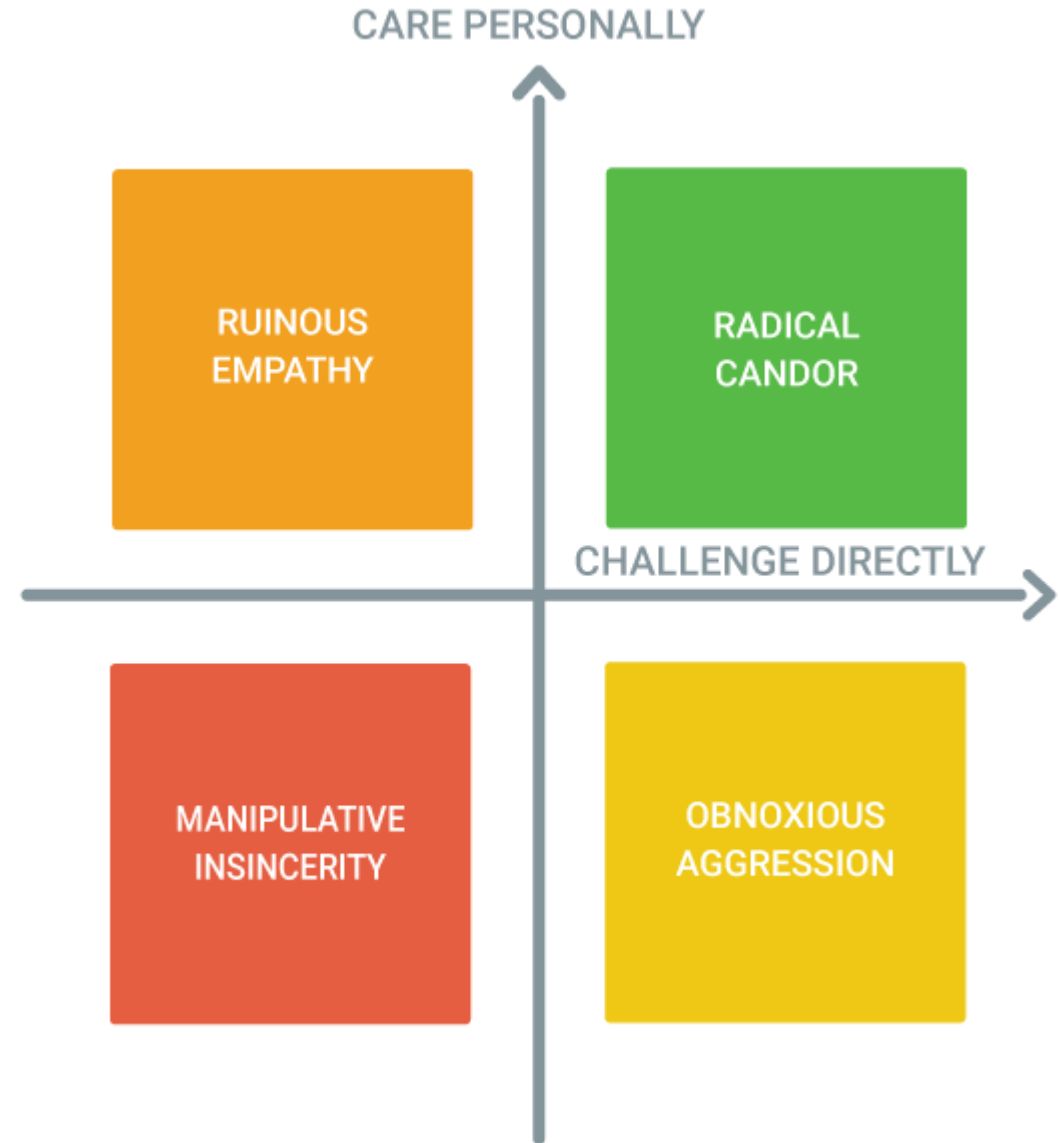 CARE PERSONALLY
RUINOUS
EMPATHY
RADICAL
CANDOR
CHALLENGE DIRECTLY
MANIPULATIVE
INSINCERITY
OBNOXIOUS
AGGRESSION